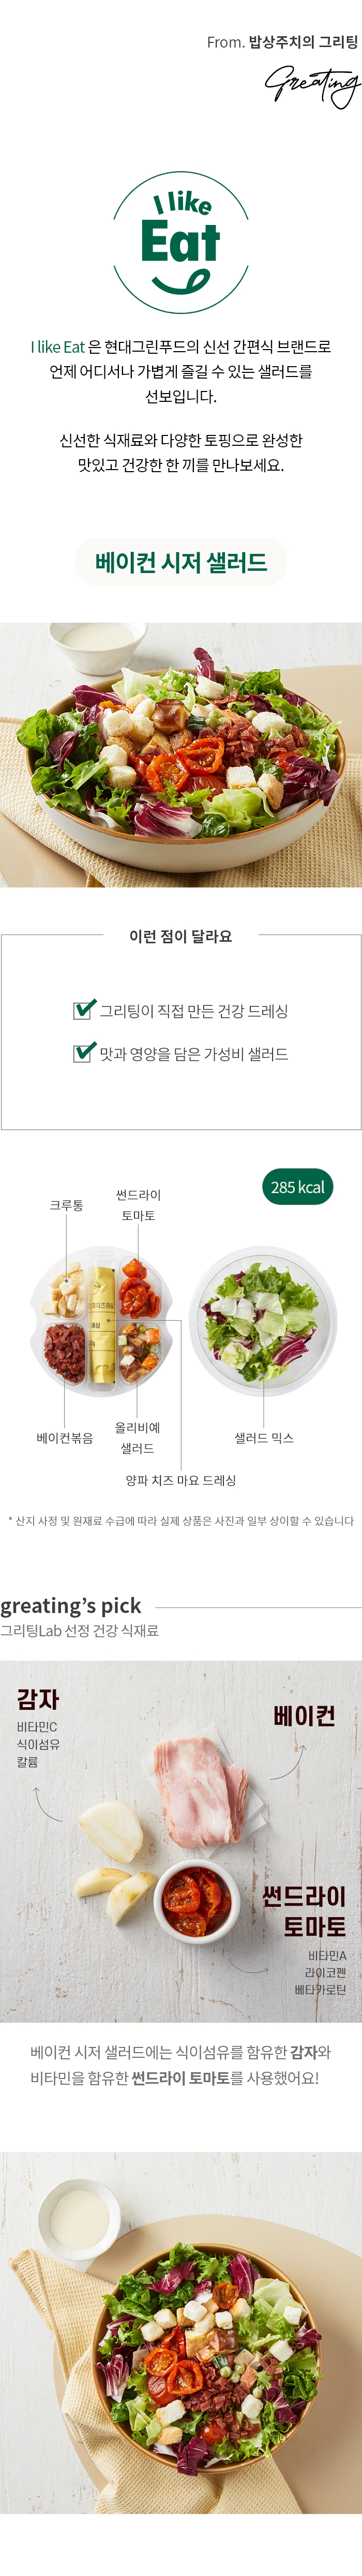 From. 밥상주치의 그리팅
Greating
I like
Eat
I like Eat 은 현대그린푸드의 신선 간편식 브랜드로
언제 어디서나 가볍게 즐길 수 있는 샐러드를
선보입니다.
신선한 식재료와 다양한 토핑으로 완성한
맛있고 건강한 한 끼를 만나보세요.
베이컨 시저 샐러드
이런 점이 달라요
그리팅이 직접 만든 건강 드레싱
맛과 영양을 담은 가성비 샐러드
285 kcal
크루통
썬드라이
토마토
베이컨볶음
올리비에
샐러드
샐러드 믹스
양파 치즈 마요 드레싱
* 산지 사정 및 원재료 수급에 따라 실제 상품은 사진과 일부 상이할 수 있습니다
greating’s pick
그리팅Lab 선정 건강 식재료
감자
비타민C
식이섬유
칼륨
베이컨
썬드라이
토마토
비타민A
라이코펜
베타카로틴
베이컨 시저 샐러드에는 식이섬유를 함유한 감자와
비타민을 함유한 썬드라이 토마토를 사용했어요!